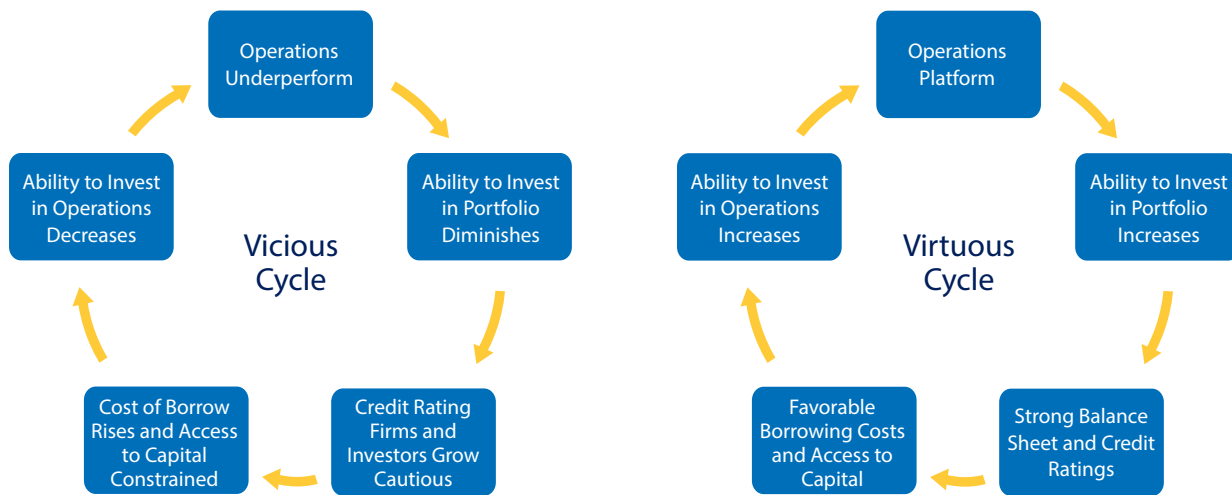 Operations
Underperform
Ability to Invest
in Portfolio
Diminishes
Credit Rating
Firms and
Investors Grow
Cautious
Cost of Borrow
Rises and Access
to Capital
Constrained
Ability to Invest
in Operations
Decreases
Vicious
Cycle
Operations
Platform
Ability to Invest
in Portfolio
Increases
Strong Balance
Sheet and Credit
Ratings
Favorable
Borrowing Costs
and Access to
Capital
Ability to Invest
in Operations
Increases
Virtuous
Cycle